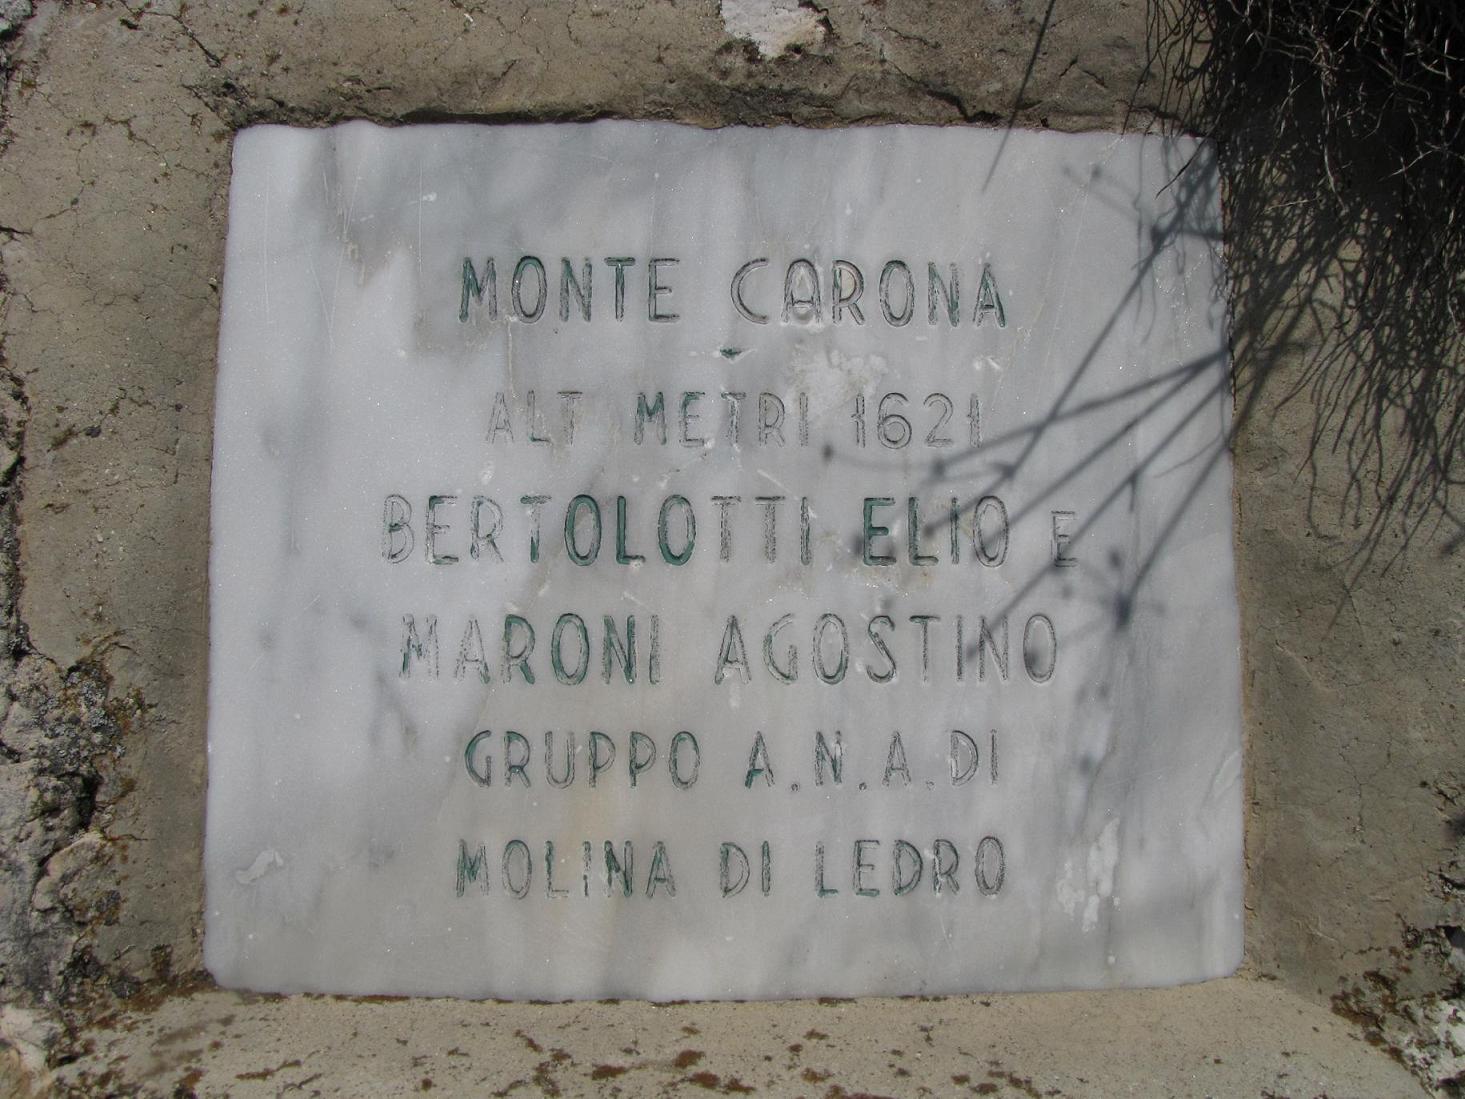 MONTE CARONA
ALT METRI 1621
BERTOLOTTI ELIO E
MARONI AGOSTINO
GRUPPO A.N.A.DI
MOLINA DI LEDRO